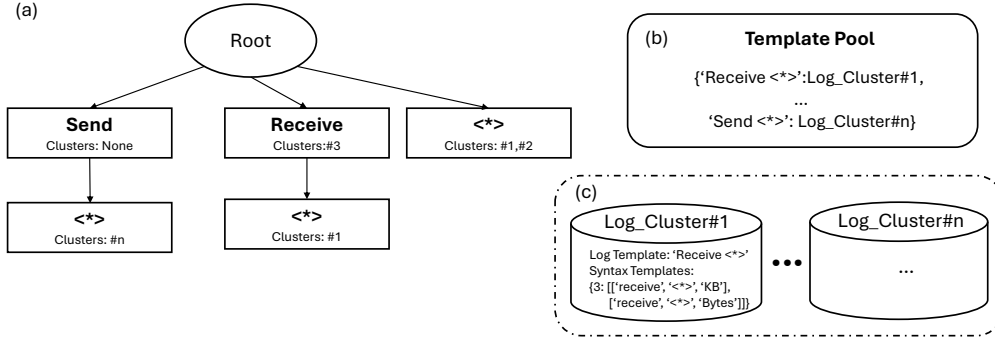 (a)
Root
Send
Clusters: None
Receive
Clusters:#3
<*>
Clusters: #1,#2
<*>
Clusters: #n
<*>
Clusters: #1
(b)
Template Pool
{‘Receive <*>’:Log_Cluster#1,
...
‘Send <*>’: Log_Cluster#n}
(c)
Log_Cluster#1
Log Template: ‘Receive <*>’
Syntax Templates:
{3: [[‘receive’, ‘<*>’, ‘KB’],
[‘receive’, ‘<*>’, ‘Bytes’]]}
...
Log_Cluster#n
...